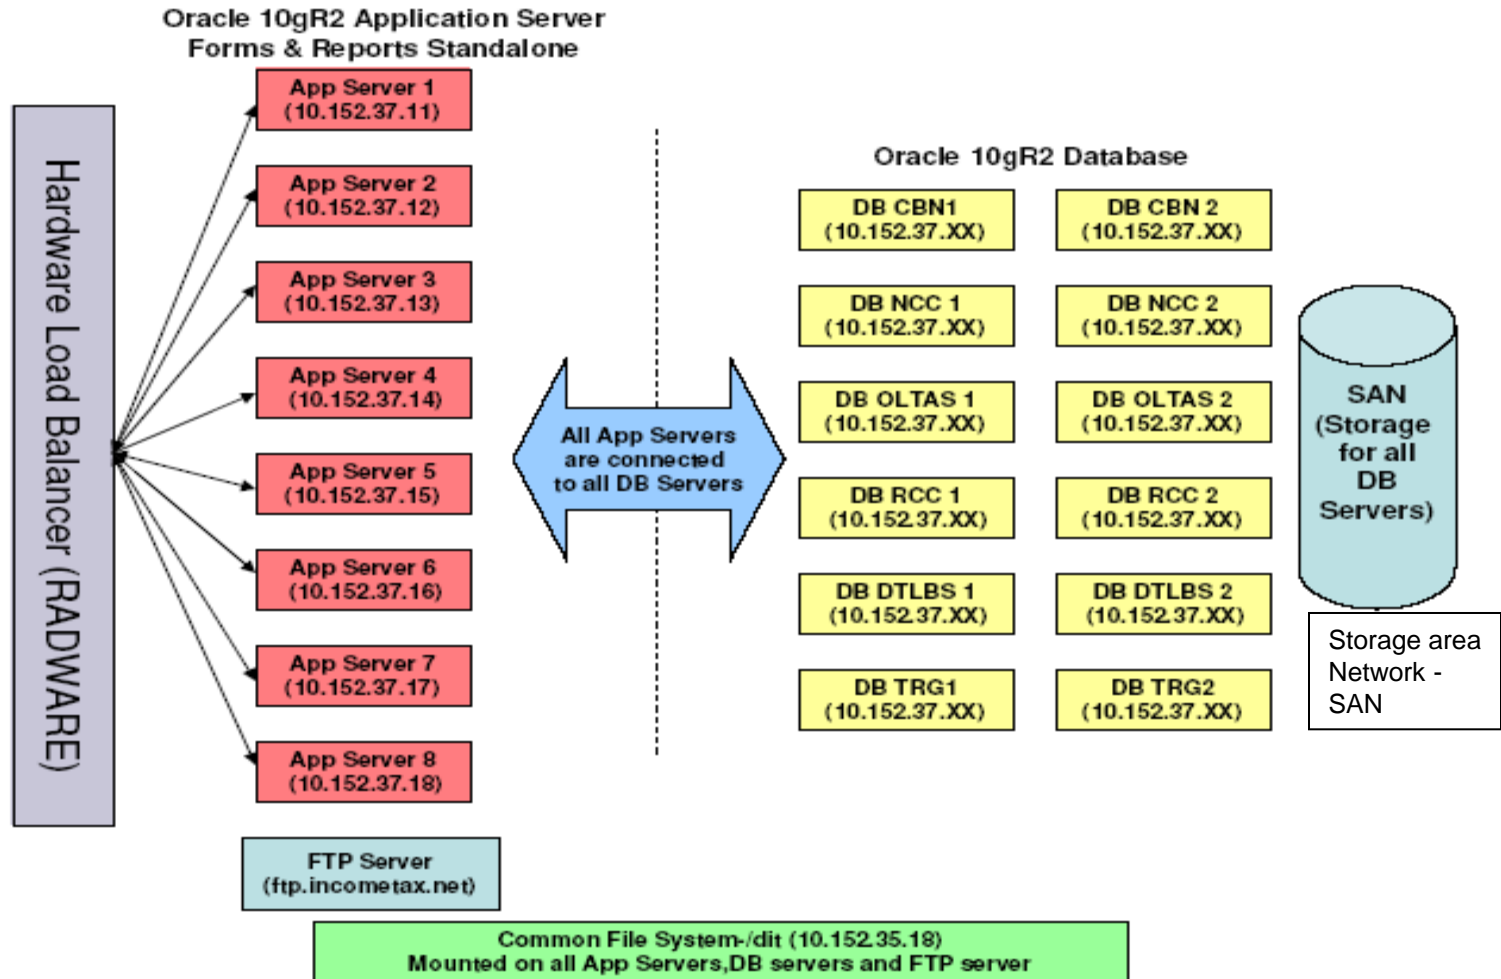 Oracle 10gR2 Application Server
Forms & Reports Standalone
Hardware Load Balancer (RADWARE)
App Server 1
(10.152.37.11)
App Server 2
(10.152.37.12)
App Server 3
(10.152.37.13)
App Server 4
(10.152.37.14)
App Server 5
(10.152.37.15)
App Server 6
(10.152.37.16)
App Server 7
(10.152.37.17)
App Server 8
(10.152.37.18)
FTP Server
(ftp.incometax.net)
All App Servers
are connected
to all DB Servers
Oracle 10gR2 Database
DB CBN1
(10.152.37.XX)
DB CBN 2
(10.152.37.XX)
DB NCC 1
(10.152.37.XX)
DB NCC 2
(10.152.37.XX)
DB OLTAS 1
(10.152.37.XX)
DB OLTAS 2
(10.152.37.XX)
DB RCC 1
(10.152.37.XX)
DB RCC 2
(10.152.37.XX)
DB DTLBS 1
(10.152.37.XX)
DB DTLBS 2
(10.152.37.XX)
DB TRG1
(10.152.37.XX)
DB TRG2
(10.152.37.XX)
SAN
(Storage
for all
DB
Servers)
Storage area
Network -
SAN
Common File System-/dit (10.152.35.18)
Mounted on all App Servers,DB servers and FTP server